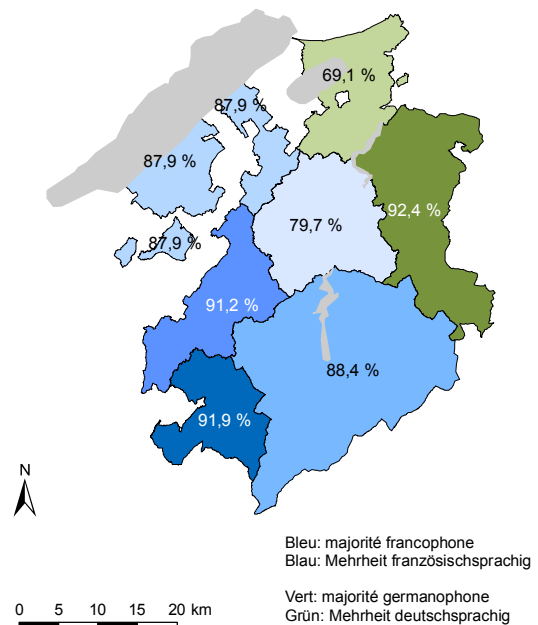 69,1 %
87,9 %
87,9 %
92,4 %
79,7 %
87,9 %
91,2 %
88,4 %
91,9 %
N
Bleu: majorité francophone
Blau: Mehrheit französischsprachig
Vert: majorité germanophone
Grün: Mehrheit deutschsprachig
0 5 10 15 20 km